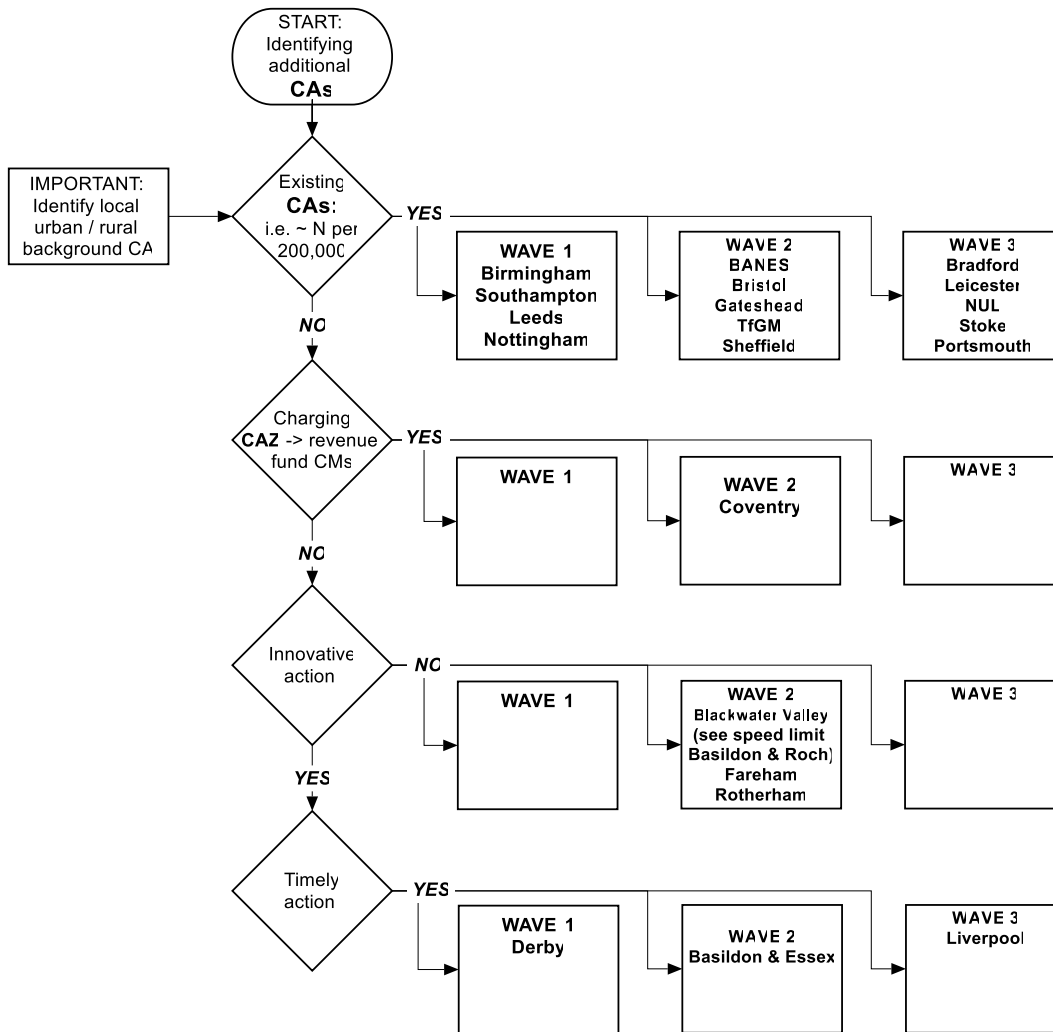 START:
Identifying
additional
CAs
IMPORTANT:
Identify local
urban / rural
background CA
Existing
CAs:
i.e. ~ N per
200,000
YES
WAVE 1
Birmingham
Southampton
Leeds
Nottingham
WAVE 2
BANES
Bristol
Gateshead
TfGM
Sheffield
WAVE 3
Bradford
Leicester
NUL
Stoke
Portsmouth
NO
Charging
CAZ -> revenue
fund CMs
YES
WAVE 1
WAVE 2
Coventry
WAVE 3
NO
Innovative
action
NO
WAVE 1
WAVE 2
Blackwater Valley
(see speed limit
Basildon & Roch)
Fareham
Rotherham
WAVE 3
YES
Timely
action
YES
WAVE 1
Derby
WAVE 2
Basildon & Essex
WAVE 3
Liverpool